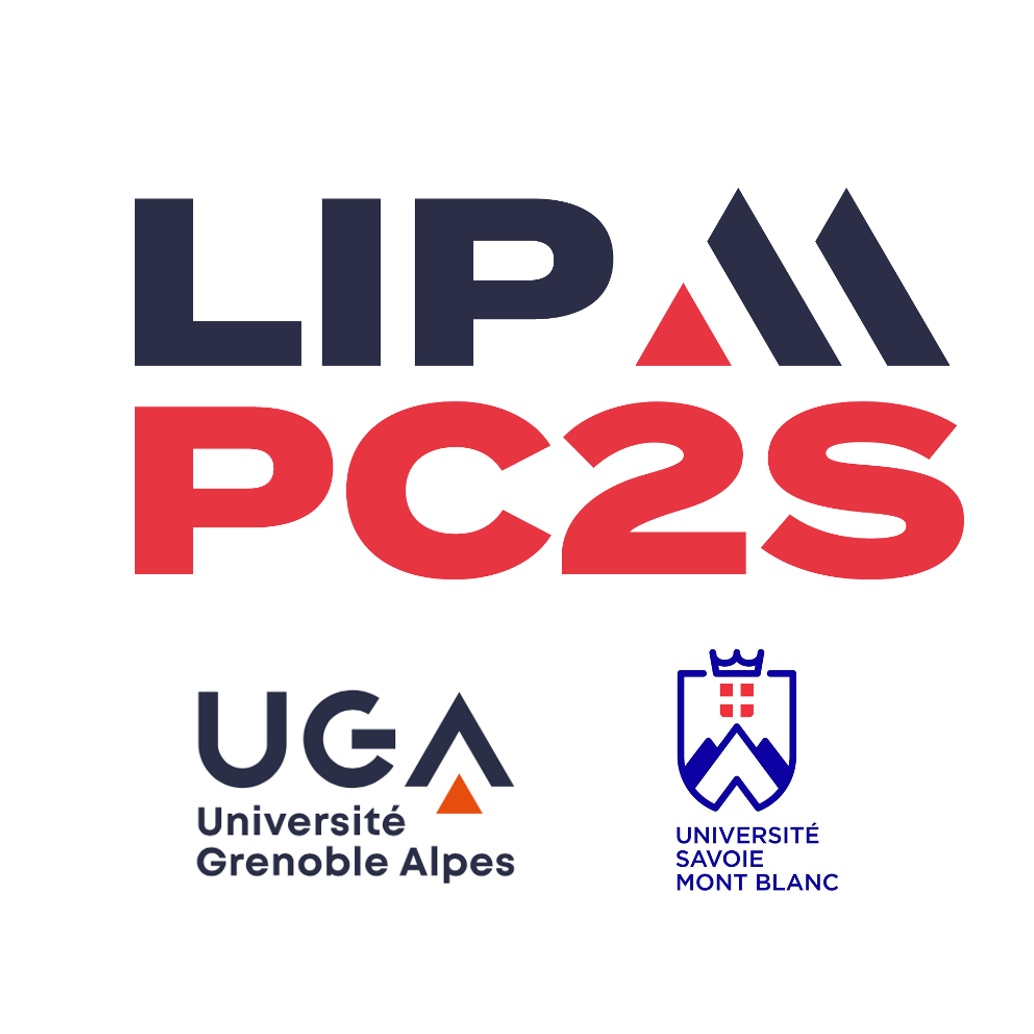 LIP
PC2S
UGA
Université
Grenoble Alpes
UNIVERSITÉ
SAVOIE
MONT BLANC